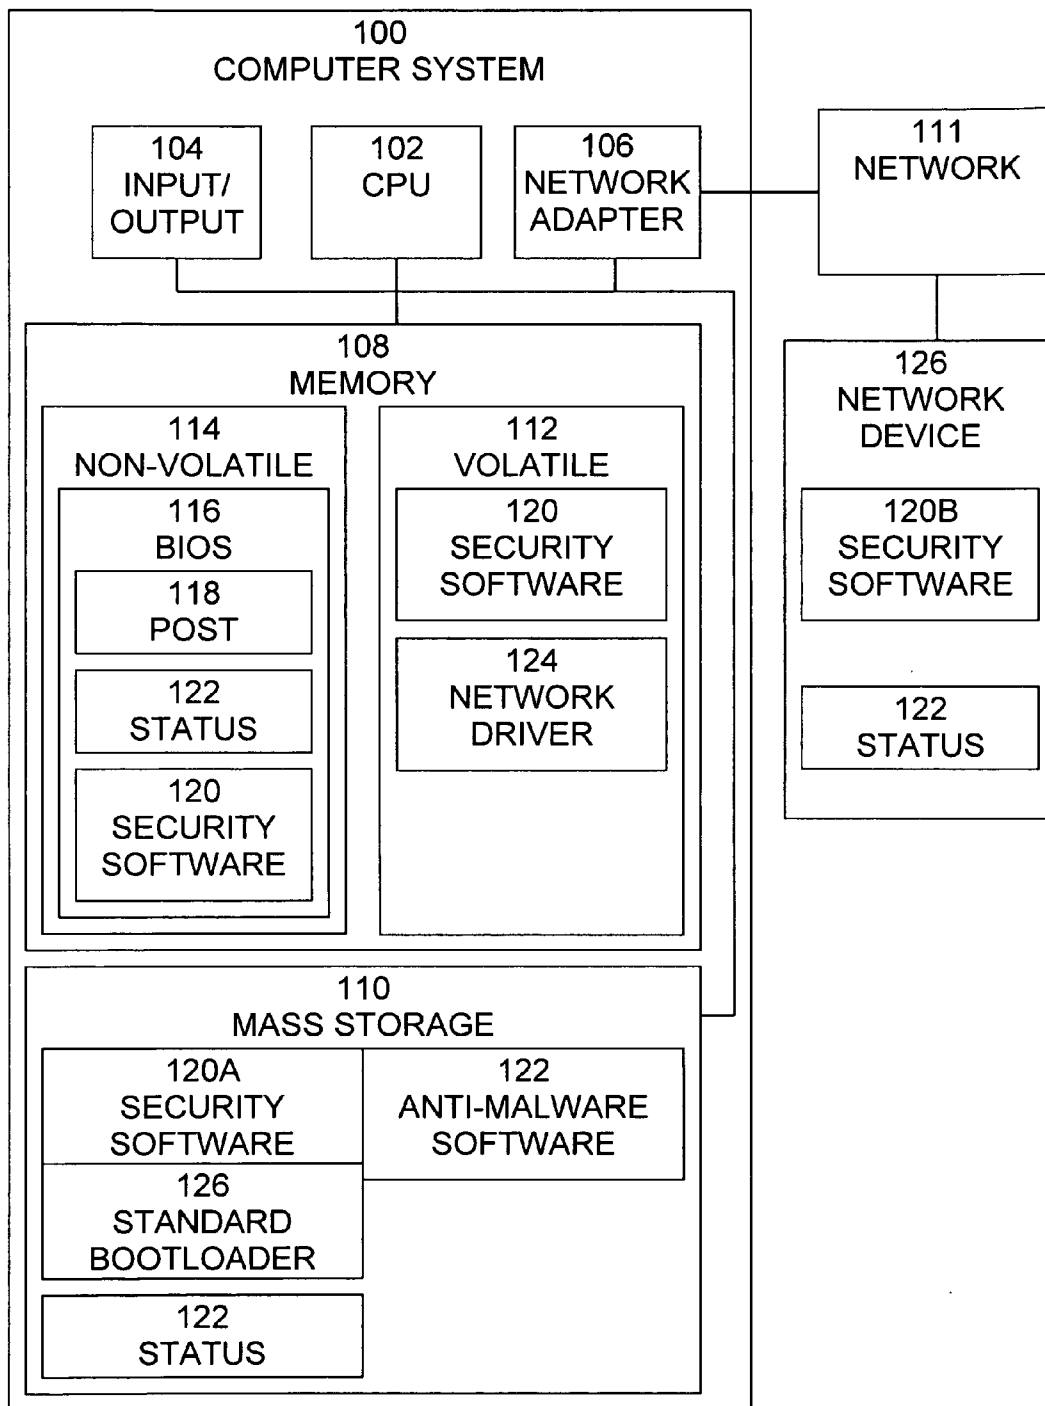 100
COMPUTER SYSTEM
104
INPUT/
OUTPUT
102
CPU
106
NETWORK
ADAPTER
111
NETWORK
108
MEMORY
114
NON-VOLATILE
116
BIOS
118
POST
122
STATUS
120
SECURITY
SOFTWARE
112
VOLATILE
120
SECURITY
SOFTWARE
124
NETWORK
DRIVER
126
NETWORK
DEVICE
120B
SECURITY
SOFTWARE
122
STATUS
110
MASS STORAGE
120A
SECURITY
SOFTWARE
122
ANTI-MALWARE
SOFTWARE
126
STANDARD
BOOTLOADER
122
STATUS